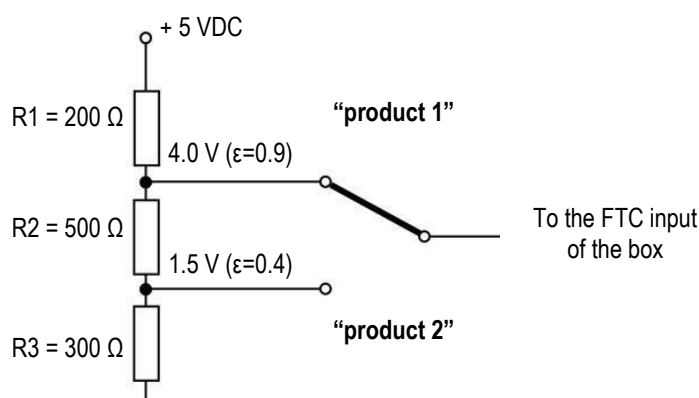 + 5 VDC
R1 = 200 Ω
“product 1”
4.0 V (ε=0.9)
R2 = 500 Ω
To the FTC input
of the box
1.5 V (ε=0.4)
“product 2”
R3 = 300 Ω